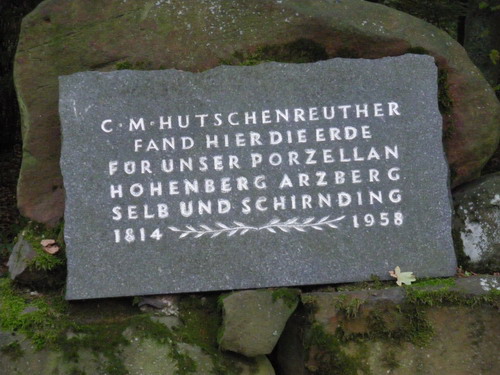 C·M·HUTSCHENREUTHER
FAND HIER DIE ERDE
FÜR UNSER PORZELLAN
HOHENBERG ARZBERG
SELB UND SCHIRNDING
1814 1958